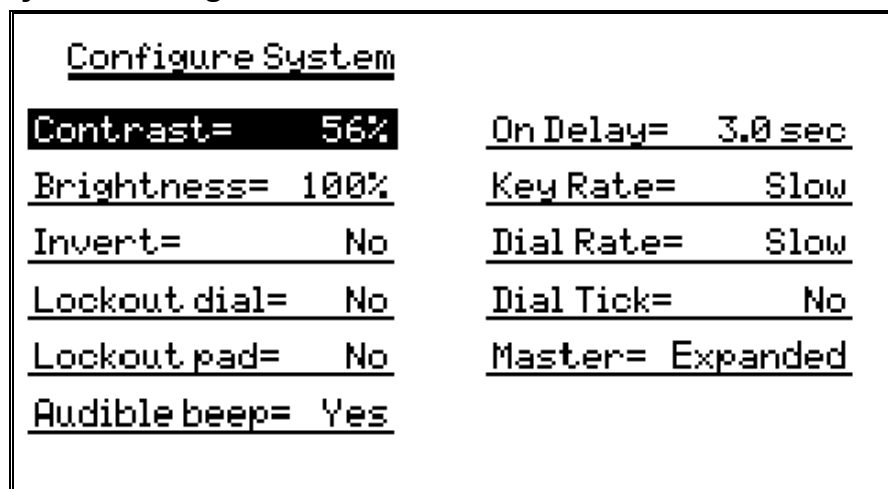 Configure System
Contrast= 56%
Brightness= 100%
Invert= No
Lockout dial= No
Lockout pad= No
Audible beep= Yes
On Delay= 3.0 sec
Key Rate= Slow
Dial Rate= Slow
Dial Tick= No
Master= Expanded